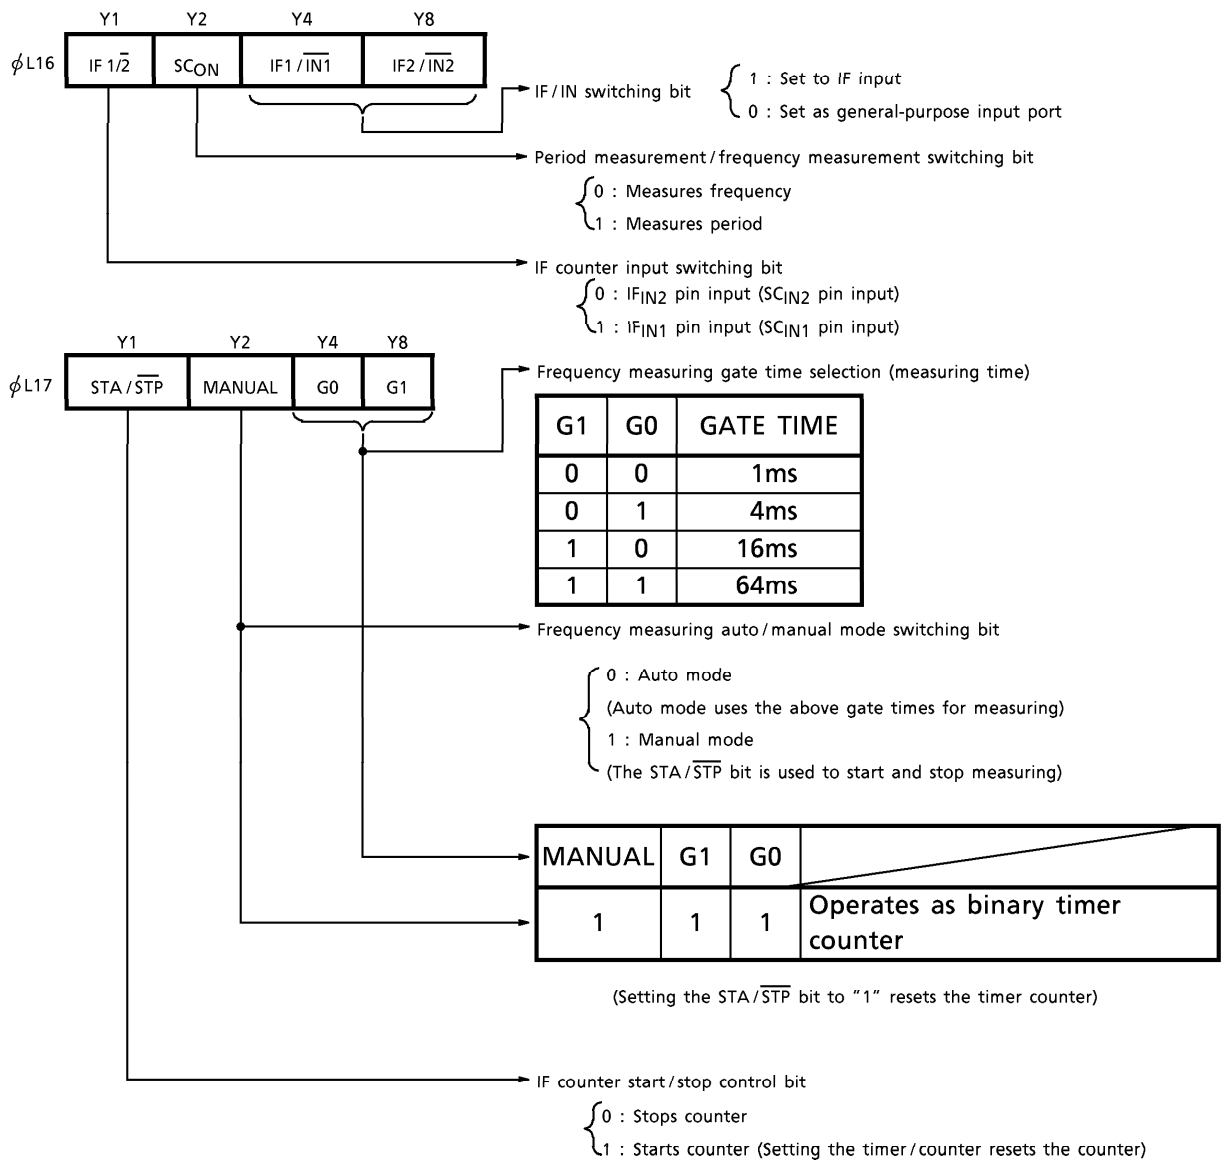 Y1 Y2 Y4 Y8
φL16 IF 1/2̅ SCON IF1/I̅N̅1̅ IF2/I̅N̅2̅
IF/IN switching bit
1 : Set to IF input
0 : Set as general-purpose input port
Period measurement/frequency measurement switching bit
0 : Measures frequency
1 : Measures period
IF counter input switching bit
0 : IFIN2 pin input (SCIN2 pin input)
1 : IFIN1 pin input (SCIN1 pin input)
Y1 Y2 Y4 Y8
φL17 STA/S̅T̅P̅ MANUAL G0 G1
Frequency measuring gate time selection (measuring time)
G1 G0 GATE TIME
0 0 1ms
0 1 4ms
1 0 16ms
1 1 64ms
Frequency measuring auto/manual mode switching bit
0 : Auto mode
(Auto mode uses the above gate times for measuring)
1 : Manual mode
(The STA/S̅T̅P̅ bit is used to start and stop measuring)
MANUAL G1 G0
1 1 1 Operates as binary timer
counter
(Setting the STA/S̅T̅P̅ bit to "1" resets the timer counter)
IF counter start/stop control bit
0 : Stops counter
1 : Starts counter (Setting the timer/counter resets the counter)